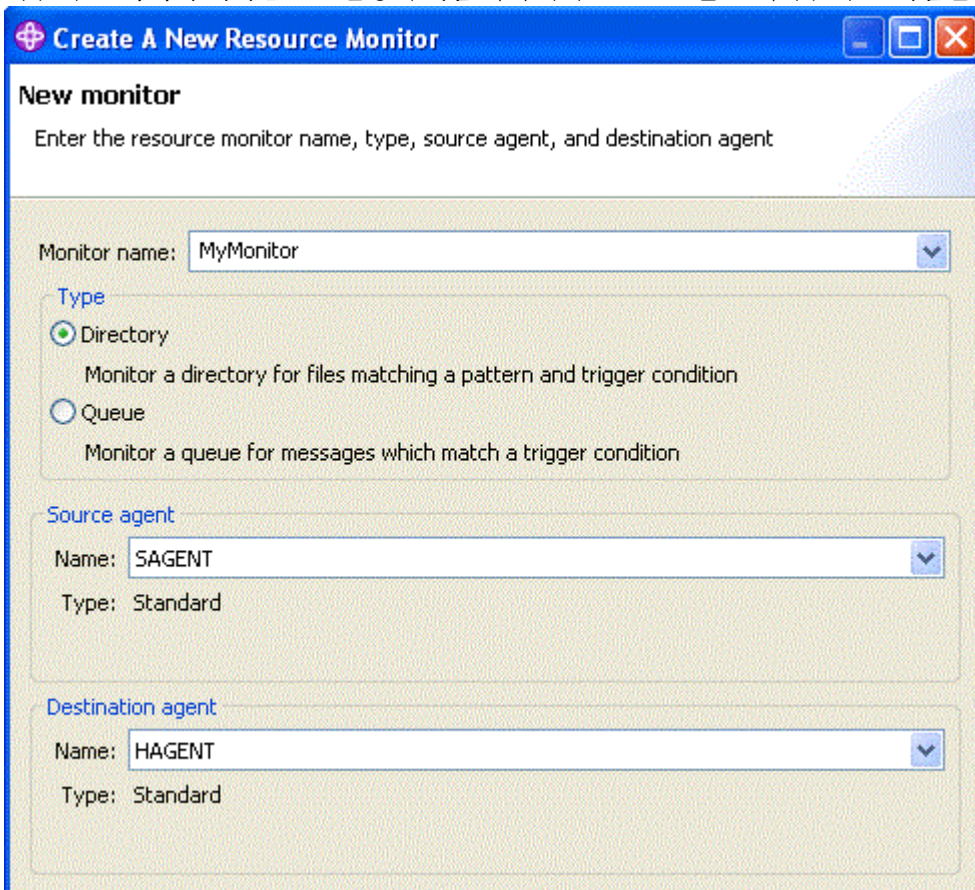 Create A New Resource Monitor
New monitor
Enter the resource monitor name, type, source agent, and destination agent
Monitor name: MyMonitor
Type
Directory
Monitor a directory for files matching a pattern and trigger condition
Queue
Monitor a queue for messages which match a trigger condition
Source agent
Name: SAGENT
Type: Standard
Destination agent
Name: HAGENT
Type: Standard